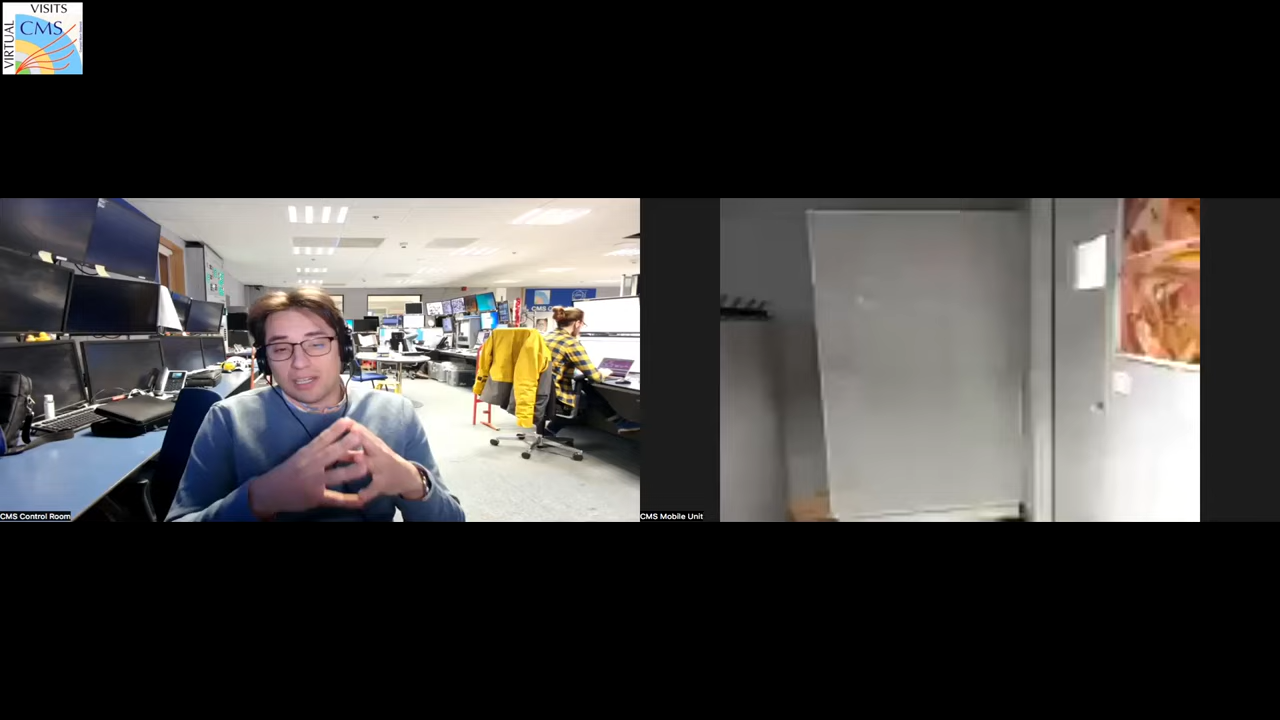 VISITS
CMS
VIRTUAL
CMS Control Room
CMS Mobile Unit